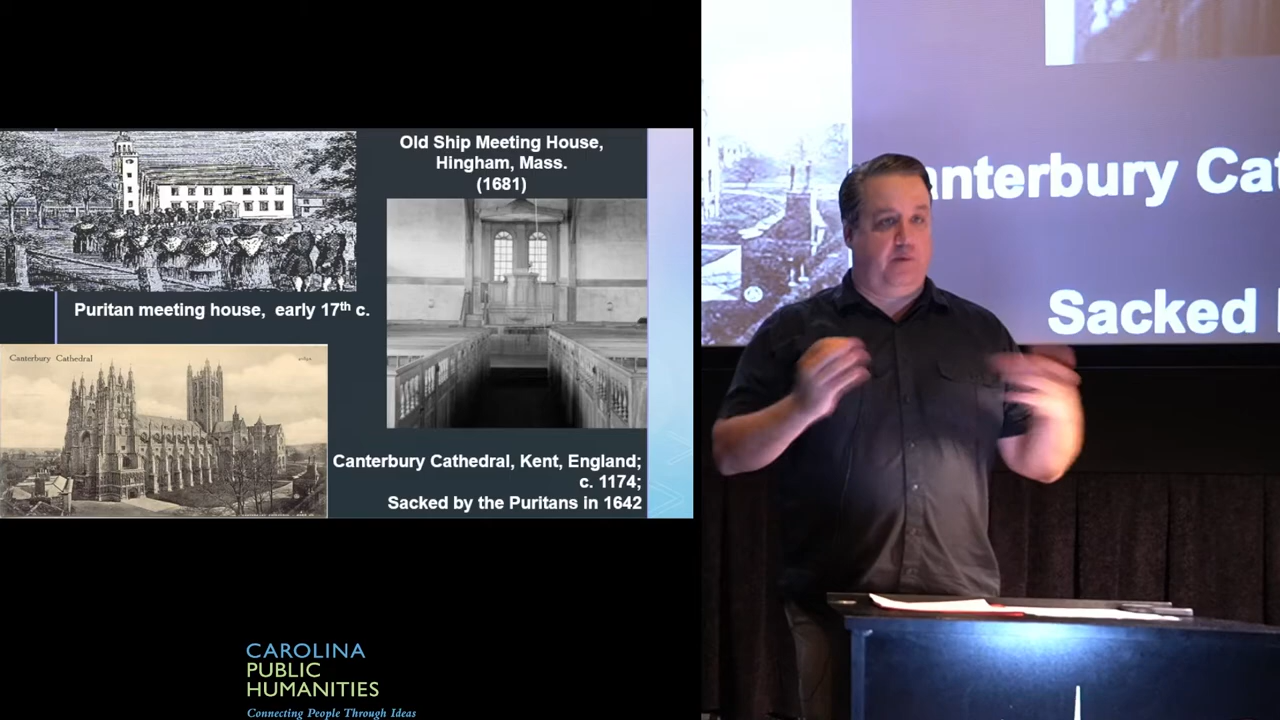 Old Ship Meeting House,
Hingham, Mass.
(1681)
Puritan meeting house, early 17th c.
Canterbury Cathedral
Canterbury Cathedral, Kent, England;
c. 1174;
Sacked by the Puritans in 1642
anterbury Cat
Sacked
CAROLINA
PUBLIC
HUMANITIES
Connecting People Through Ideas